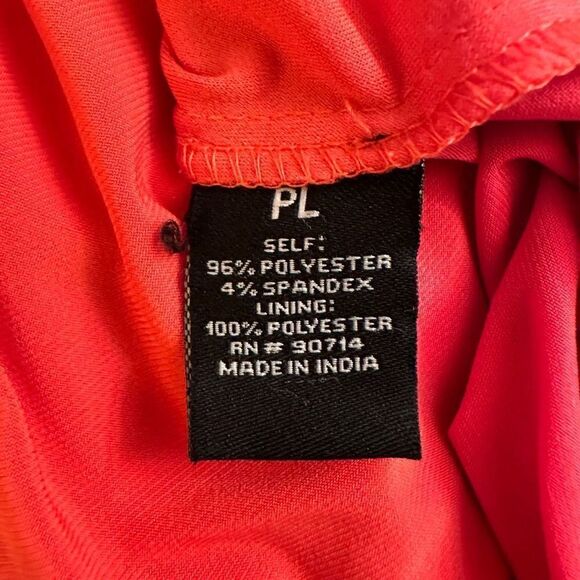 PL
SELF:
96% POLYESTER
4% SPANDEX
LINING:
100% POLYESTER
RN# 90714
MADE IN INDIA